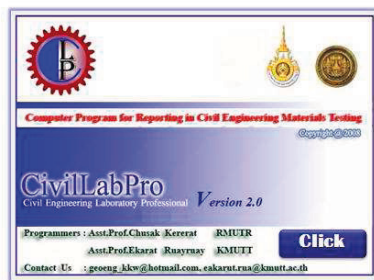 CLP
Computer Program for Reporting in Civil Engineering Materials Testing
Copyright @ 2008
CivilLabPro
Civil Engineering Laboratory Professional
Version 2.0
Programmers : Asst.Prof.Chusak Kererat RMUTR
Asst.Prof.Ekarat Ruayruay KMUTT
Click
Contact Us : geoeng_kkw@hotmail.com, eakarut.rua@kmutt.ac.th